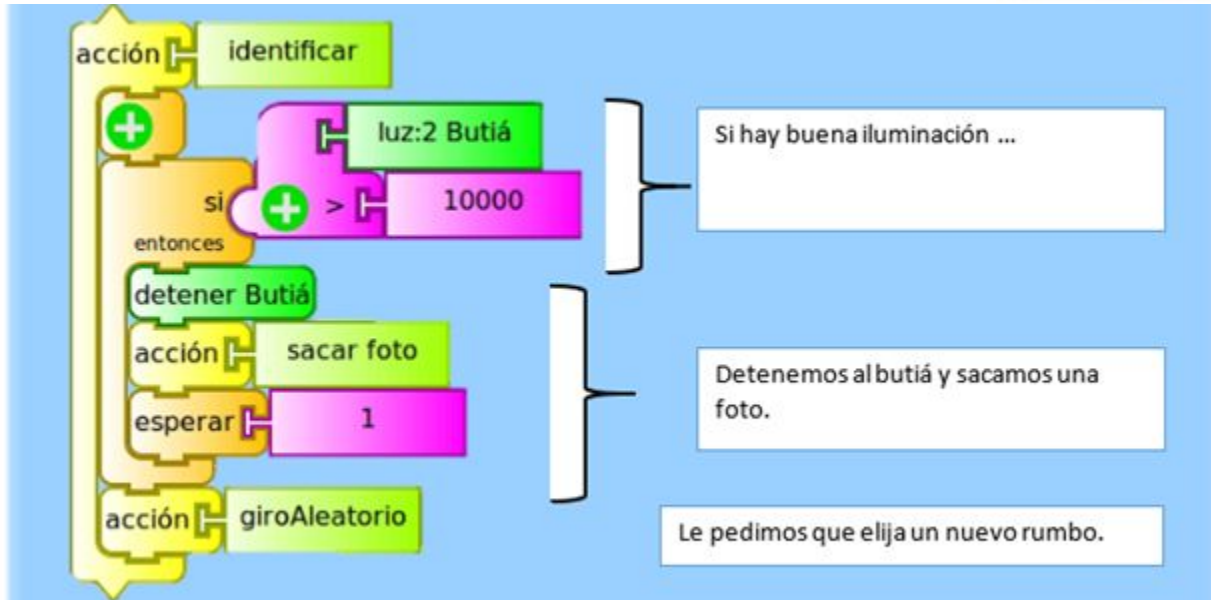 acción identificar
luz:2 Butiá
si > 10000
entonces
detener Butiá
acción sacar foto
esperar 1
acción giroAleatorio
Si hay buena iluminación ...
Detenemos al butiá y sacamos una
foto.
Le pedimos que elija un nuevo rumbo.